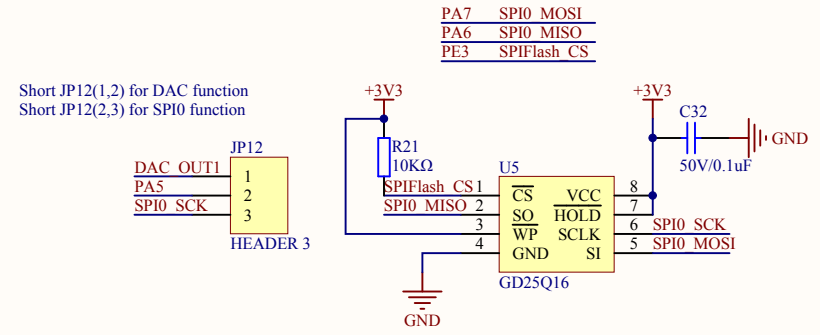 PA7 SPI0_MOSI
PA6 SPI0_MISO
PE3 SPIFlash_CS
Short JP12(1,2) for DAC function
Short JP12(2,3) for SPI0 function
+3V3
+3V3
C32
GND
50V/0.1uF
R21
10KΩ
JP12
DAC_OUT1 1
PA5 2
SPI0_SCK 3
HEADER 3
U5
SPIFlash_CS 1 CS VCC 8
SPI0_MISO 2 SO HOLD 7
3 WP SCLK 6 SPI0_SCK
4 GND SI 5 SPI0_MOSI
GD25Q16
GND